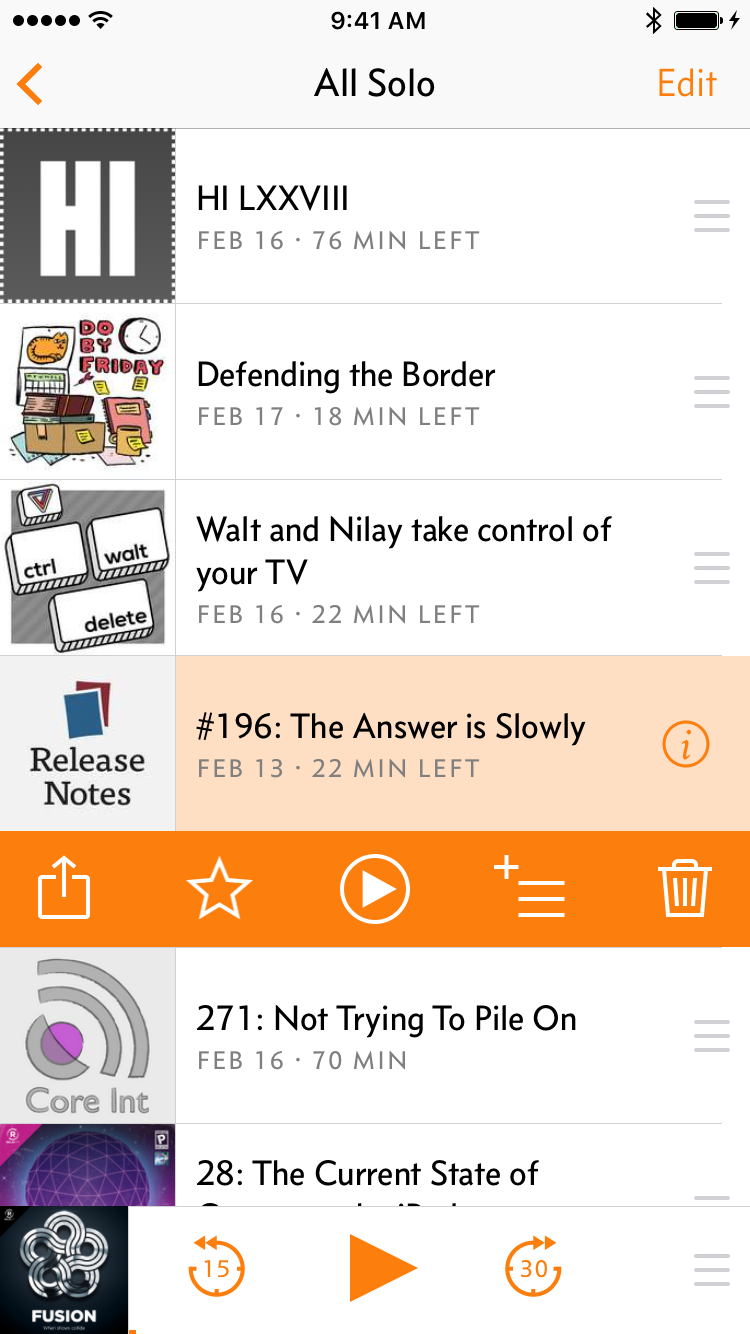 9:41 AM
All Solo
Edit
HI
HI LXXVIII
FEB 16 · 76 MIN LEFT
DO
BY
FRIDAY
Defending the Border
FEB 17 · 18 MIN LEFT
ctrl
walt
delete
Walt and Nilay take control of
your TV
FEB 16 · 22 MIN LEFT
Release
Notes
#196: The Answer is Slowly
FEB 13 · 22 MIN LEFT
i
Core Int
271: Not Trying To Pile On
FEB 16 · 70 MIN
R
P
28: The Current State of
FUSION
When shows collide
15
30